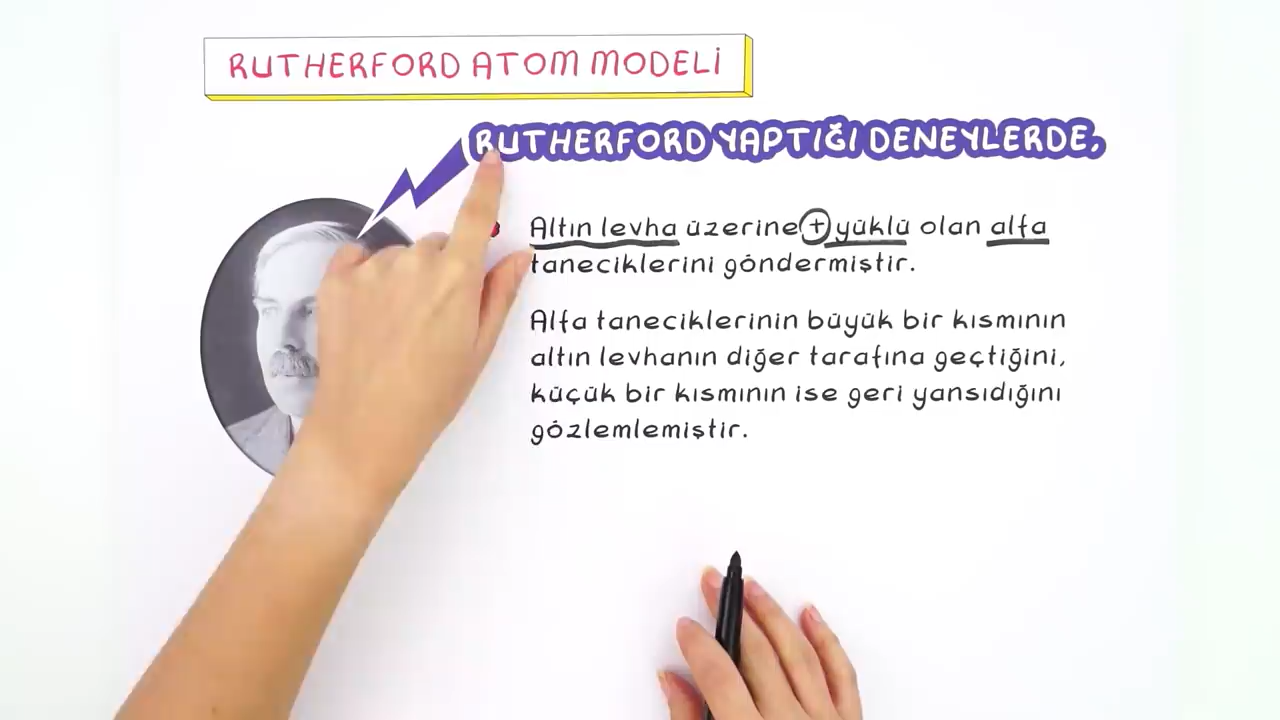 RUTHERFORD ATOM MODELİ
RUTHERFORD YAPTIĞI DENEYLERDE,
Altın levha üzerine + yüklü olan alfa
taneciklerini göndermiştir.
Alfa taneciklerinin büyük bir kısmının
altın levhanın diğer tarafına geçtiğini,
küçük bir kısmının ise geri yansıdığını
gözlemlemiştir.